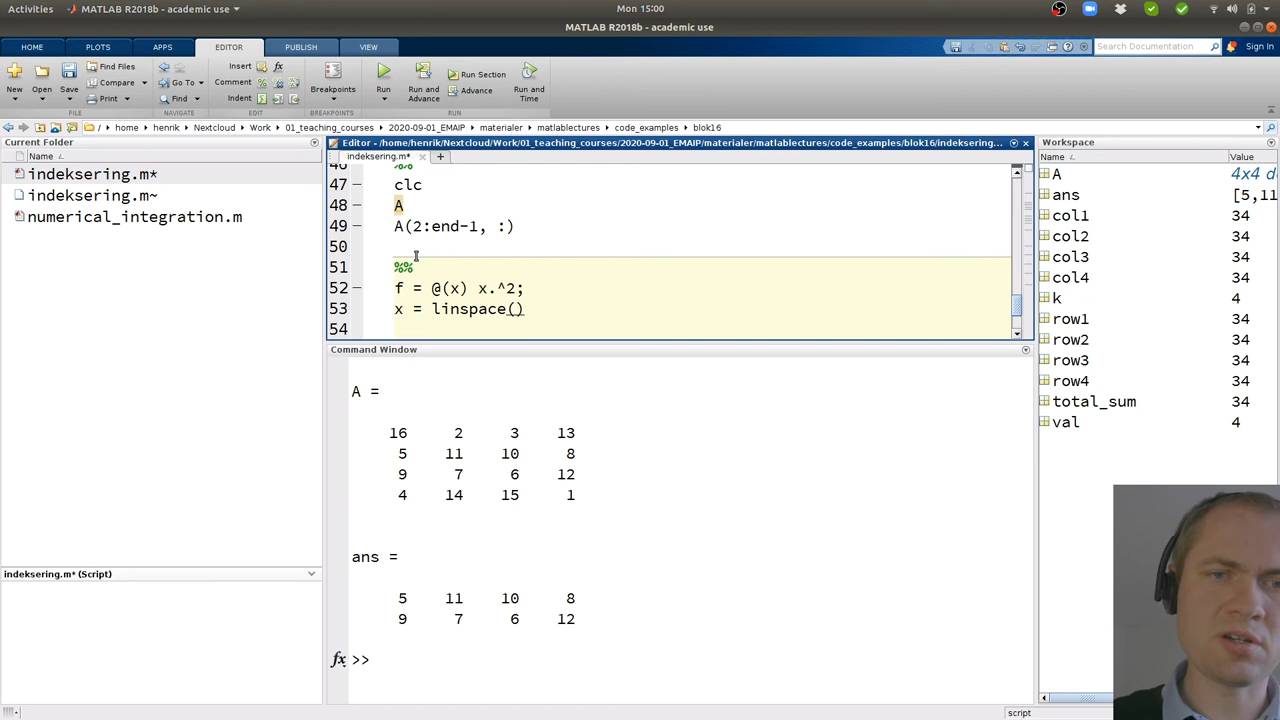 Activities
MATLAB R2018b - academic use
Mon 15:00
MATLAB R2018b - academic use
HOME PLOTS APPS EDITOR PUBLISH VIEW
Search Documentation
Sign In
New Open Save
Find Files
Compare
Print
Go To
Find
Insert
Comment
Indent
Breakpoints
Run
Run and Advance
Run Section
Advance
Run and Time
FILE NAVIGATE EDIT BREAKPOINTS RUN
/ home henrik Nextcloud Work 01_teaching_courses 2020-09-01_EMAIP materialer matlablectures code_examples blok16
Current Folder
Name
indeksering.m*
indeksering.m~
numerical_integration.m
indeksering.m* (Script)
Editor - /home/henrik/Nextcloud/Work/01_teaching_courses/2020-09-01_EMAIP/materialer/matlablectures/code_examples/blok16/indeksering...
indeksering.m*
46 %%
47 clc
48 A
49 A(2:end-1, :)
50
51 %%
52 f = @(x) x.^2;
53 x = linspace()
54
Command Window
A =
16 2 3 13
5 11 10 8
9 7 6 12
4 14 15 1
ans =
5 11 10 8
9 7 6 12
fx >>
Workspace
Name Value
A 4x4 d
ans [5,11
col1 34
col2 34
col3 34
col4 34
k 4
row1 34
row2 34
row3 34
row4 34
total_sum 34
val 4
script